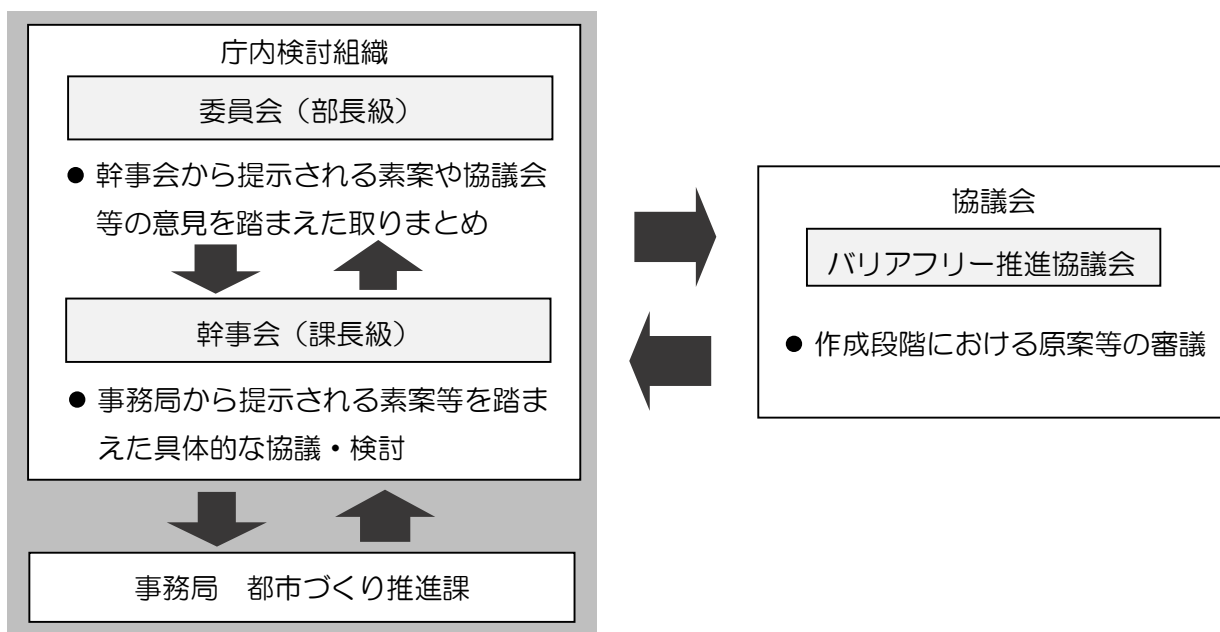 庁内検討組織
委員会（部長級）
● 幹事会から提示される素案や協議会
等の意見を踏まえた取りまとめ
幹事会（課長級）
● 事務局から提示される素案等を踏ま
えた具体的な協議・検討
事務局　都市づくり推進課
協議会
バリアフリー推進協議会
● 作成段階における原案等の審議